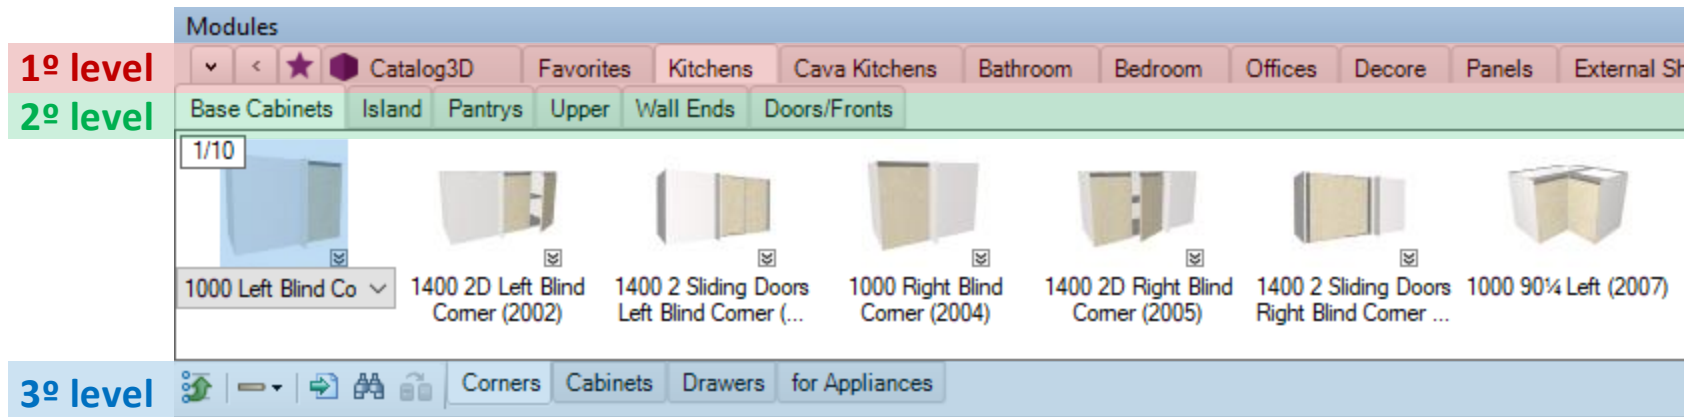 Modules
1º level
Catalog3D Favorites Kitchens Cava Kitchens Bathroom Bedroom Offices Decore Panels External Sh
2º level
Base Cabinets Island Pantrys Upper Wall Ends Doors/Fronts
1/10
1000 Left Blind Co
1400 2D Left Blind
Corner (2002)
1400 2 Sliding Doors
Left Blind Corner (...
1000 Right Blind
Corner (2004)
1400 2D Right Blind
Corner (2005)
1400 2 Sliding Doors
Right Blind Corner ...
1000 90¼ Left (2007)
3º level
Corners Cabinets Drawers for Appliances